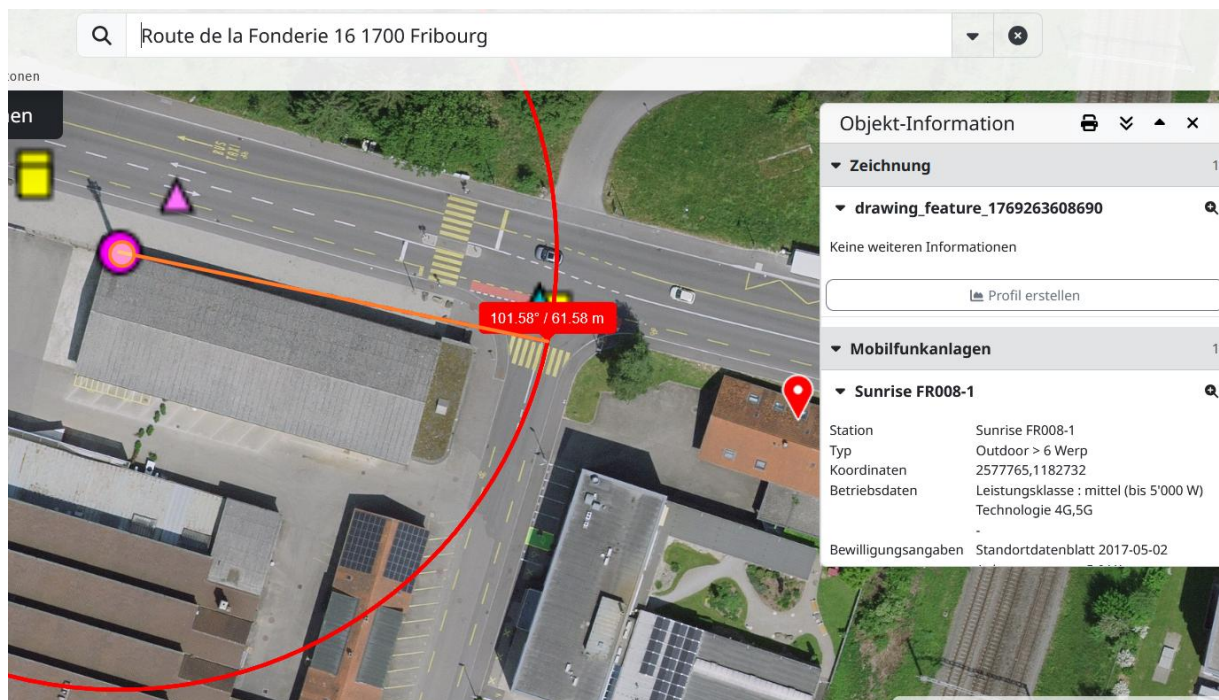 Route de la Fonderie 16 1700 Fribourg
onen
en
BUS
TAXI
101.58° / 61.58 m
Objekt-Information
Zeichnung 1
drawing_feature_1769263608690
Keine weiteren Informationen
Profil erstellen
Mobilfunkanlagen 1
Sunrise FR008-1
Station Sunrise FR008-1
Typ Outdoor > 6 Werp
Koordinaten 2577765,1182732
Betriebsdaten Leistungsklasse : mittel (bis 5'000 W)
Technologie 4G,5G
-
Bewilligungsangaben Standortdatenblatt 2017-05-02